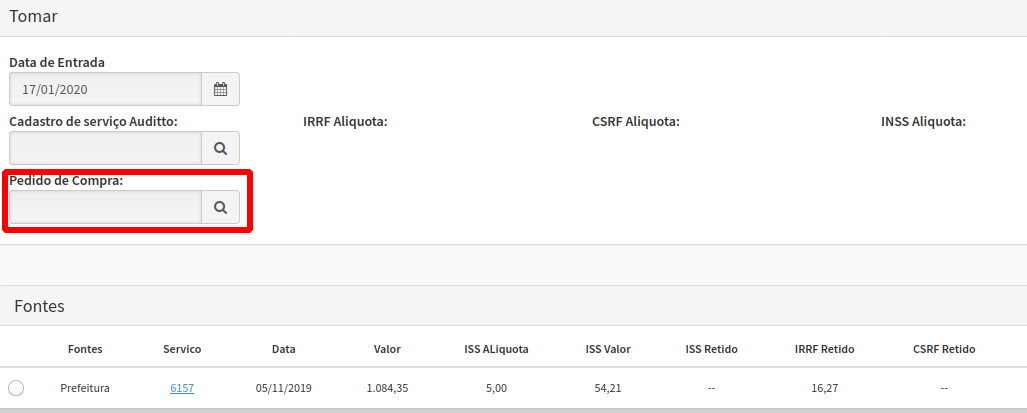 Tomar
Data de Entrada
17/01/2020
Cadastro de serviço Auditto: IRRF Aliquota: CSRF Aliquota: INSS Aliquota:
Pedido de Compra:
Fontes
Fontes Servico Data Valor ISS ALiquota ISS Valor ISS Retido IRRF Retido CSRF Retido
Prefeitura 6157 05/11/2019 1.084,35 5,00 54,21 -- 16,27 --